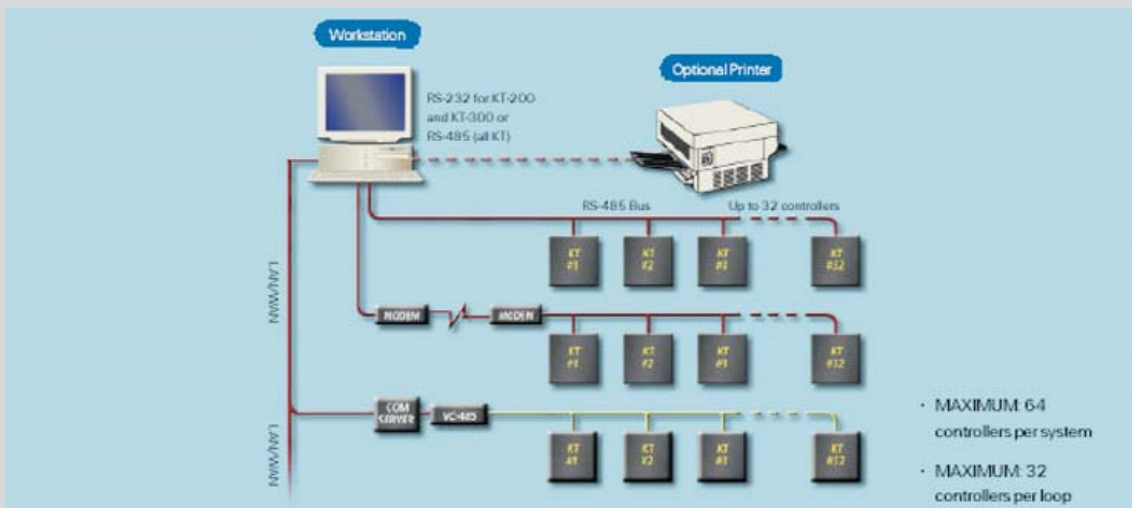 Workstation
Optional Printer
RS-232 for KT-200
and KT-300 or
RS-485 (all KT)
RS-485 Bus
Up to 32 controllers
KT
#1
KT
#2
KT
#3
KT
#32
LAN/WAN
MODEM
MODEM
KT
#1
KT
#2
KT
#3
KT
#32
COM
SERVER
VC-485
KT
#1
KT
#2
KT
#3
KT
#32
LAN/WAN
· MAXIMUM: 64
controllers per system
· MAXIMUM: 32
controllers per loop